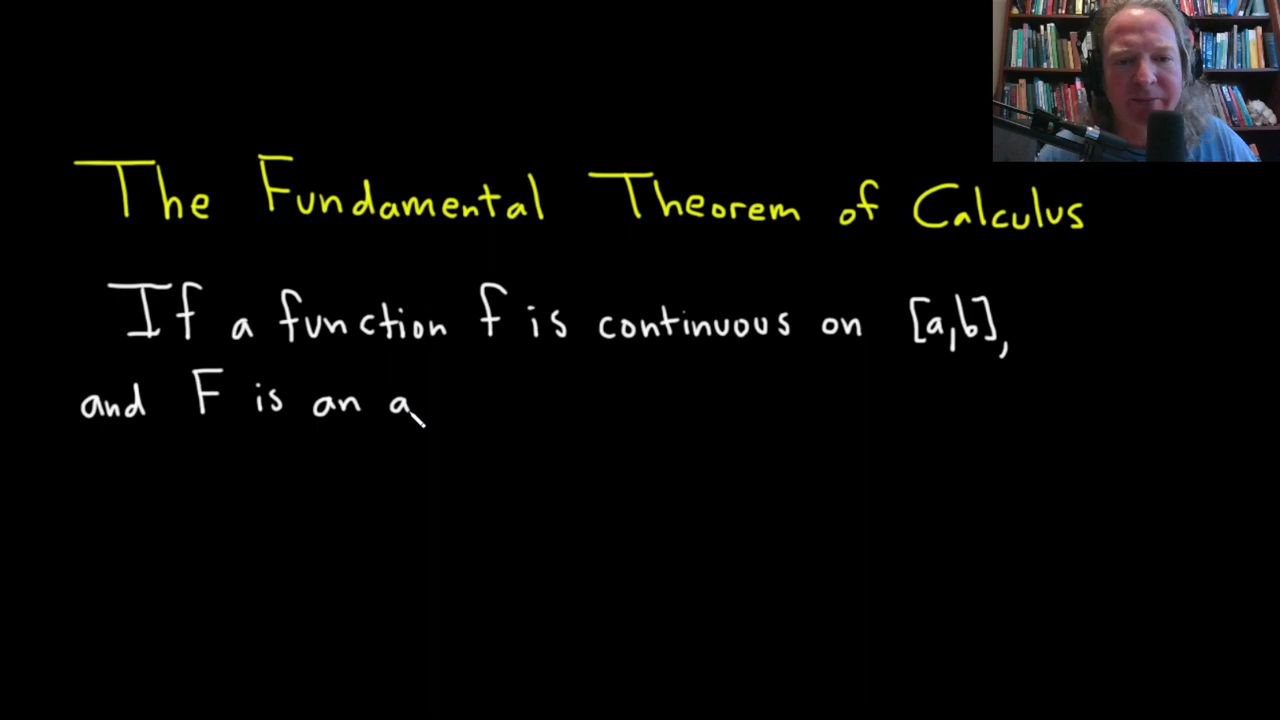 The Fundamental Theorem of Calculus
If a function f is continuous on [a,b],
and F is an a